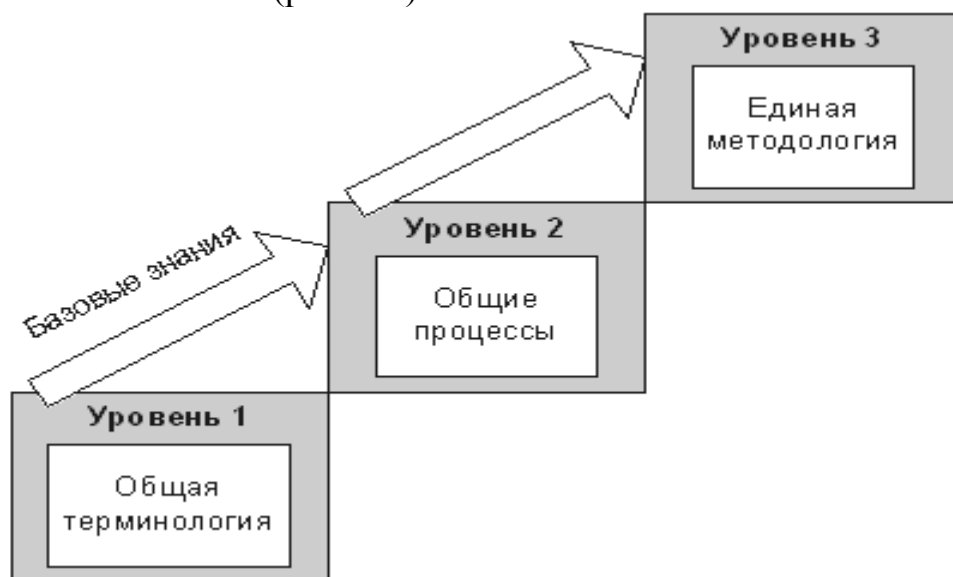 Уровень 3
Единая
методология
Уровень 2
Общие
процессы
Базовые знания
Уровень 1
Общая
терминология